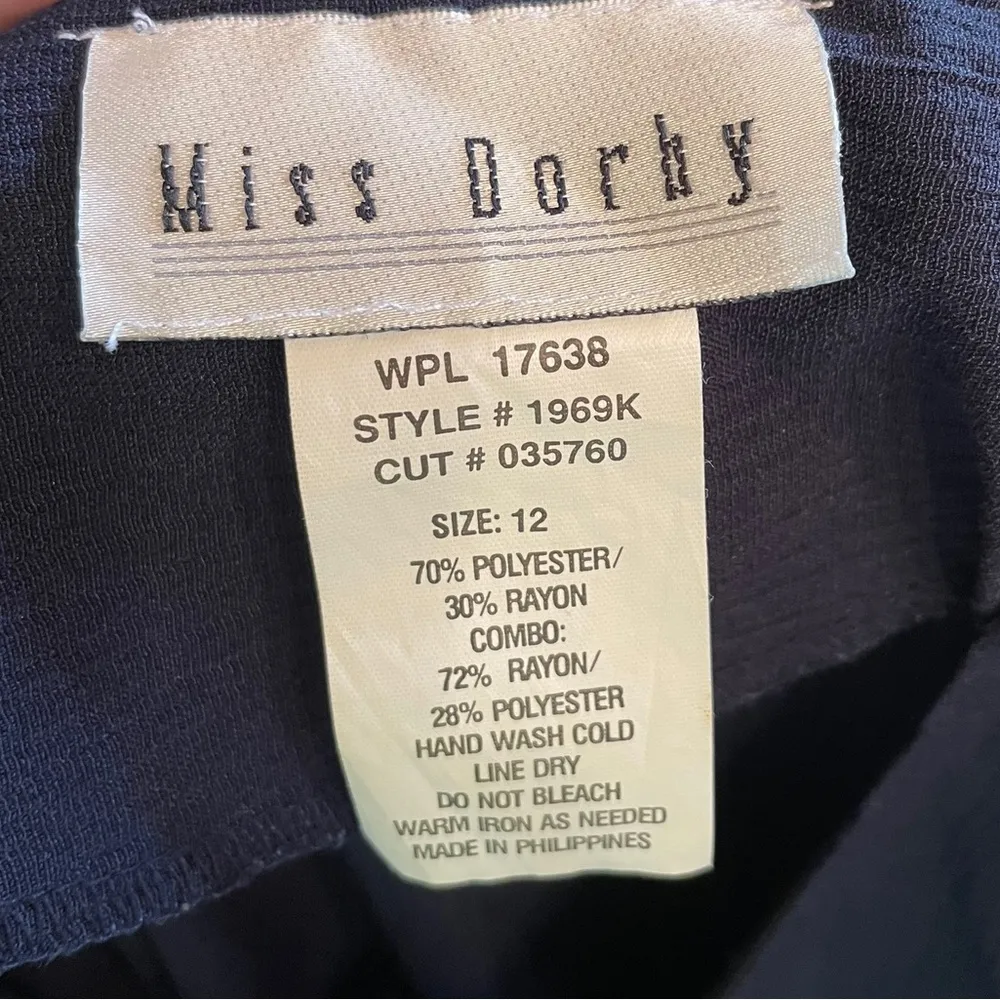 Miss Dorby
WPL 17638
STYLE # 1969K
CUT # 035760
SIZE: 12
70% POLYESTER/
30% RAYON
COMBO:
72% RAYON/
28% POLYESTER
HAND WASH COLD
LINE DRY
DO NOT BLEACH
WARM IRON AS NEEDED
MADE IN PHILIPPINES